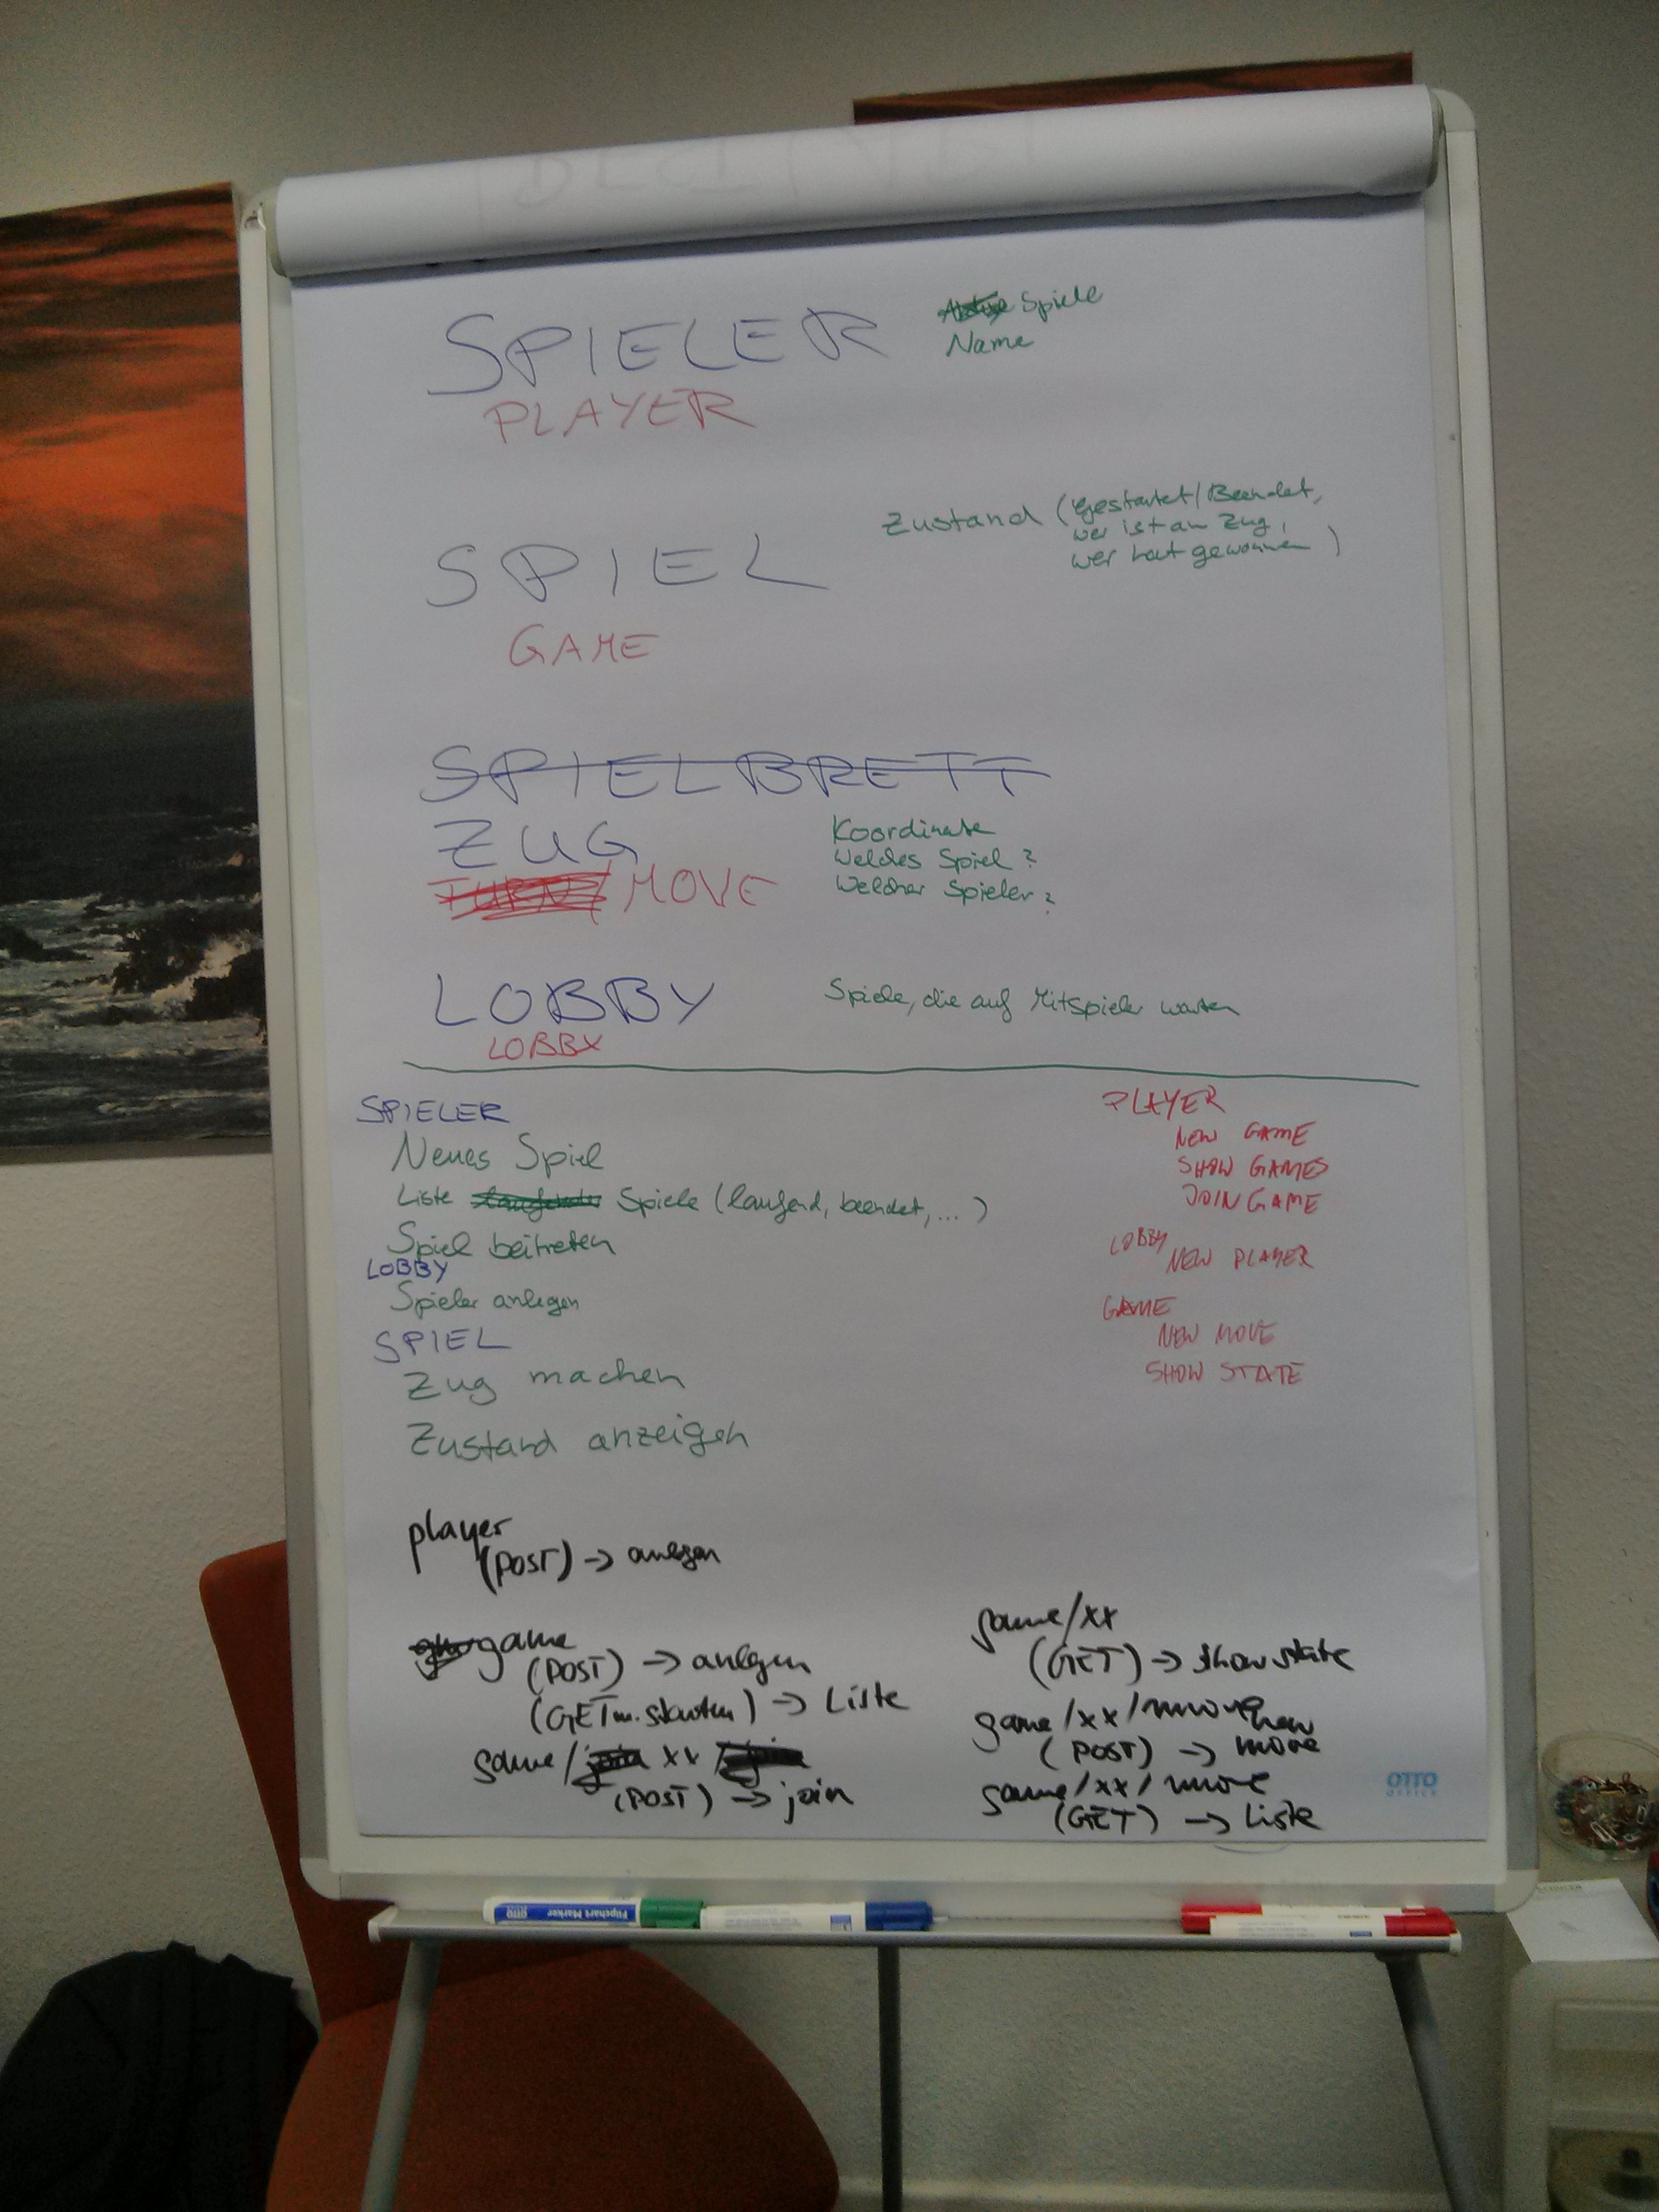 SPIELER
Spiele
Name
PLAYER
SPIEL
Zustand (Gestartet/Beendet,
wer ist am Zug,
wer hat gewonnen)
GAME
SPIELBRETT
ZUG
TURN/ MOVE
Koordinate
Welches Spiel?
Welcher Spieler?
LOBBY
Spiele, die auf Mitspieler warten
LOBBY
SPIELER
Neues Spiel
Liste laufende Spiele (laufend, beendet, ...)
Spiel beitreten
LOBBY
Spieler anlegen
SPIEL
Zug machen
Zustand anzeigen
PLAYER
NEW GAME
SHOW GAMES
JOIN GAME
LOBBY
NEW PLAYER
GAME
NEW MOVE
SHOW STATE
player
(POST) -> anlegen
game
(POST) -> anlegen
(GET m. ) -> Liste
game/join xx
(POST) -> join
game/xx
(GET) -> show state
game/xx/move
(POST) -> new move
game/xx/move
(GET) -> Liste
OTTO
OFFICE
Flipchart Marker
OTTO